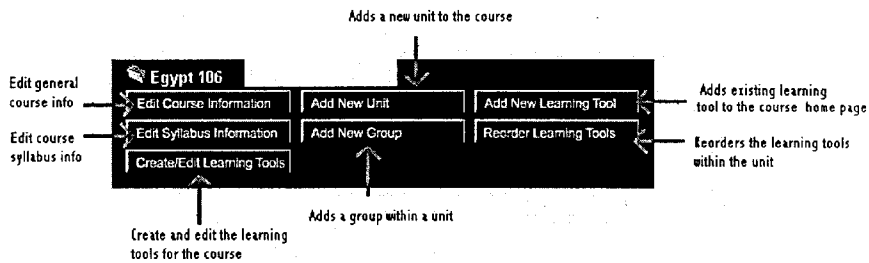 Adds a new unit to the course
Egypt 106
Edit general
course info
Edit Course Information
Add New Unit
Add New Learning Tool
Adds existing learning
tool to the course home page
Edit course
syllabus info
Edit Syllabus Information
Add New Group
Reorder Learning Tools
Reorders the learning tools
within the unit
Create/Edit Learning Tools
Adds a group within a unit
Create and edit the learning
tools for the course